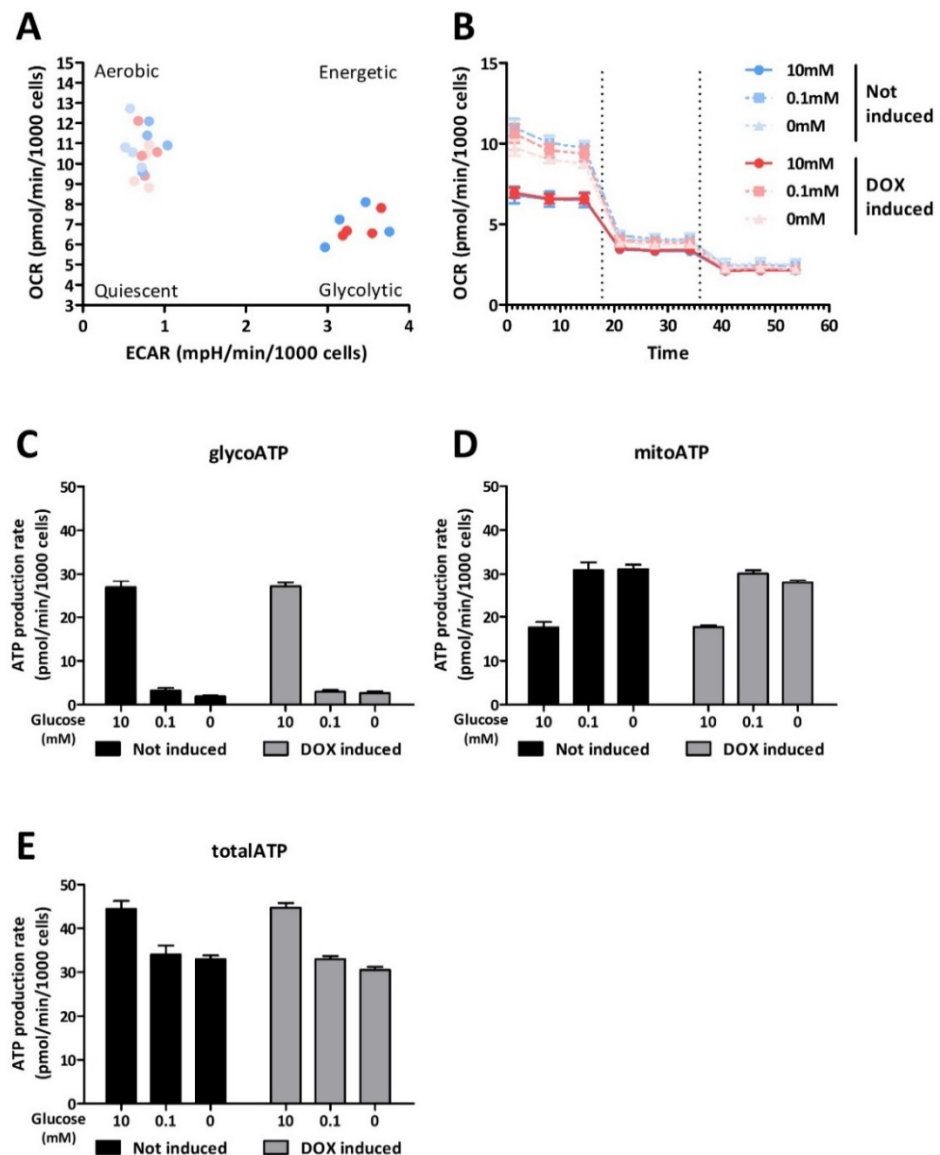 A
OCR (pmol/min/1000 cells)
15
14
13
12
11
10
9
8
7
6
5
4
3
Aerobic
Energetic
Quiescent
Glycolytic
0
1
2
3
4
ECAR (mpH/min/1000 cells)
B
OCR (pmol/min/1000 cells)
15
10
5
0
0
10
20
30
40
50
60
Time
10mM
0.1mM
0mM
Not
induced
10mM
0.1mM
0mM
DOX
induced
C
glycoATP
ATP production rate
(pmol/min/1000 cells)
50
40
30
20
10
0
Glucose
(mM)
10 0.1 0 10 0.1 0
Not induced
DOX induced
D
mitoATP
ATP production rate
(pmol/min/1000 cells)
50
40
30
20
10
0
Glucose
(mM)
10 0.1 0 10 0.1 0
Not induced
DOX induced
E
totalATP
ATP production rate
(pmol/min/1000 cells)
50
40
30
20
10
0
Glucose
(mM)
10 0.1 0 10 0.1 0
Not induced
DOX induced